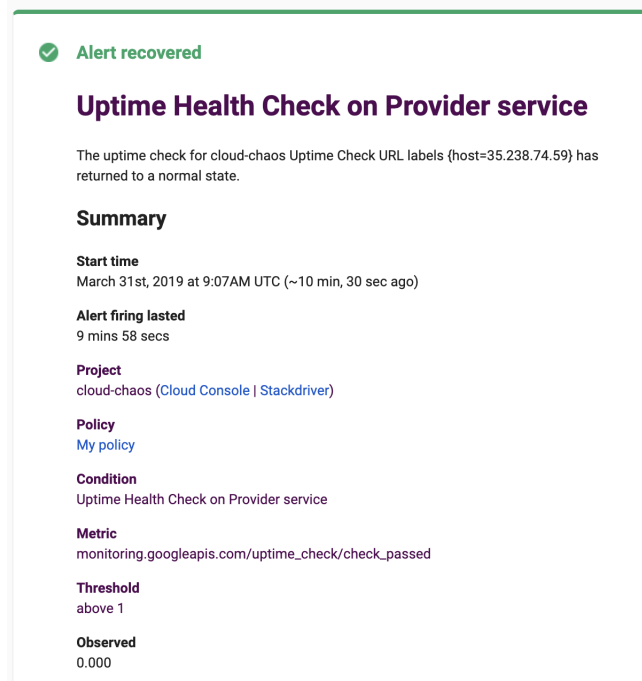 Alert recovered
Uptime Health Check on Provider service
The uptime check for cloud-chaos Uptime Check URL labels {host=35.238.74.59} has
returned to a normal state.
Summary
Start time
March 31st, 2019 at 9:07AM UTC (~10 min, 30 sec ago)
Alert firing lasted
9 mins 58 secs
Project
cloud-chaos (Cloud Console | Stackdriver)
Policy
My policy
Condition
Uptime Health Check on Provider service
Metric
monitoring.googleapis.com/uptime_check/check_passed
Threshold
above 1
Observed
0.000